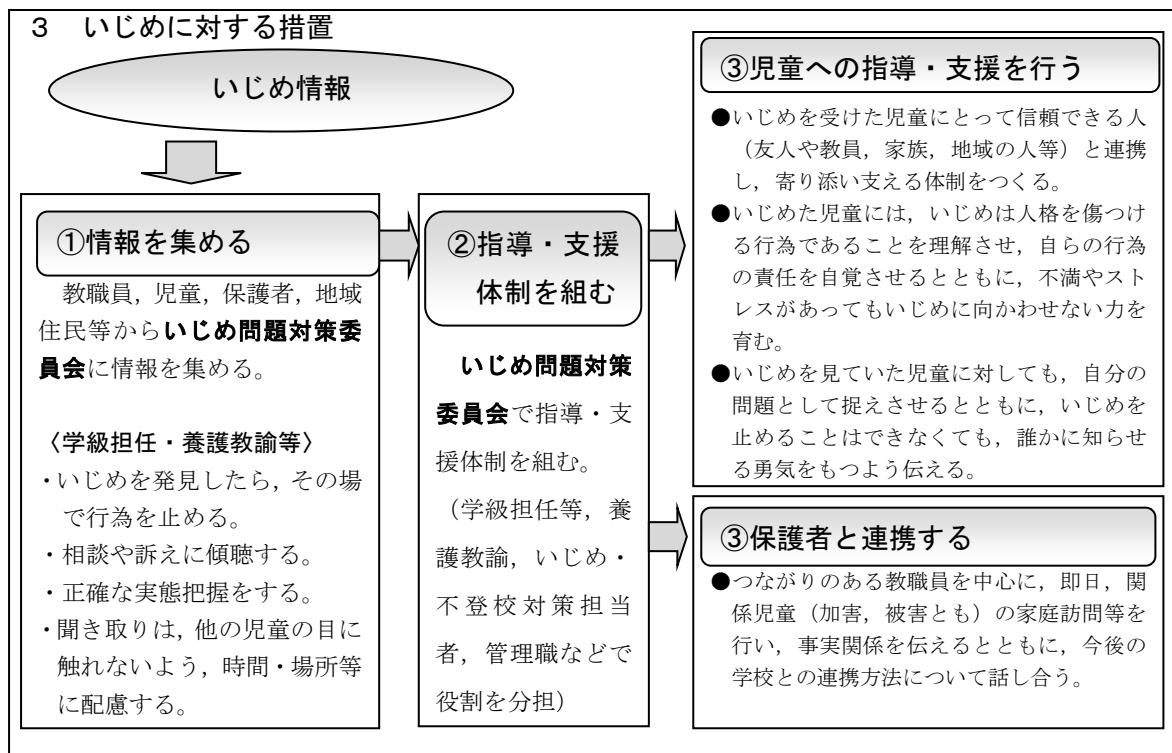 ３　いじめに対する措置
いじめ情報
①情報を集める
教職員，児童，保護者，地域
住民等からいじめ問題対策委
員会に情報を集める。
〈学級担任・養護教諭等〉
・いじめを発見したら，その場
で行為を止める。
・相談や訴えに傾聴する。
・正確な実態把握をする。
・聞き取りは，他の児童の目に
触れないよう，時間・場所等
に配慮する。
②指導・支援
体制を組む
いじめ問題対策
委員会で指導・支
援体制を組む。
（学級担任等，養
護教諭，いじめ・
不登校対策担当
者，管理職などで
役割を分担）
③児童への指導・支援を行う
●いじめを受けた児童にとって信頼できる人
（友人や教員，家族，地域の人等）と連携
し，寄り添い支える体制をつくる。
●いじめた児童には，いじめは人格を傷つけ
る行為であることを理解させ，自らの行為
の責任を自覚させるとともに，不満やスト
レスがあってもいじめに向かわせない力を
育む。
●いじめを見ていた児童に対しても，自分の
問題として捉えさせるとともに，いじめを
止めることはできなくても，誰かに知らせ
る勇気をもつよう伝える。
③保護者と連携する
●つながりのある教職員を中心に，即日，関
係児童（加害，被害とも）の家庭訪問等を
行い，事実関係を伝えるとともに，今後の
学校との連携方法について話し合う。